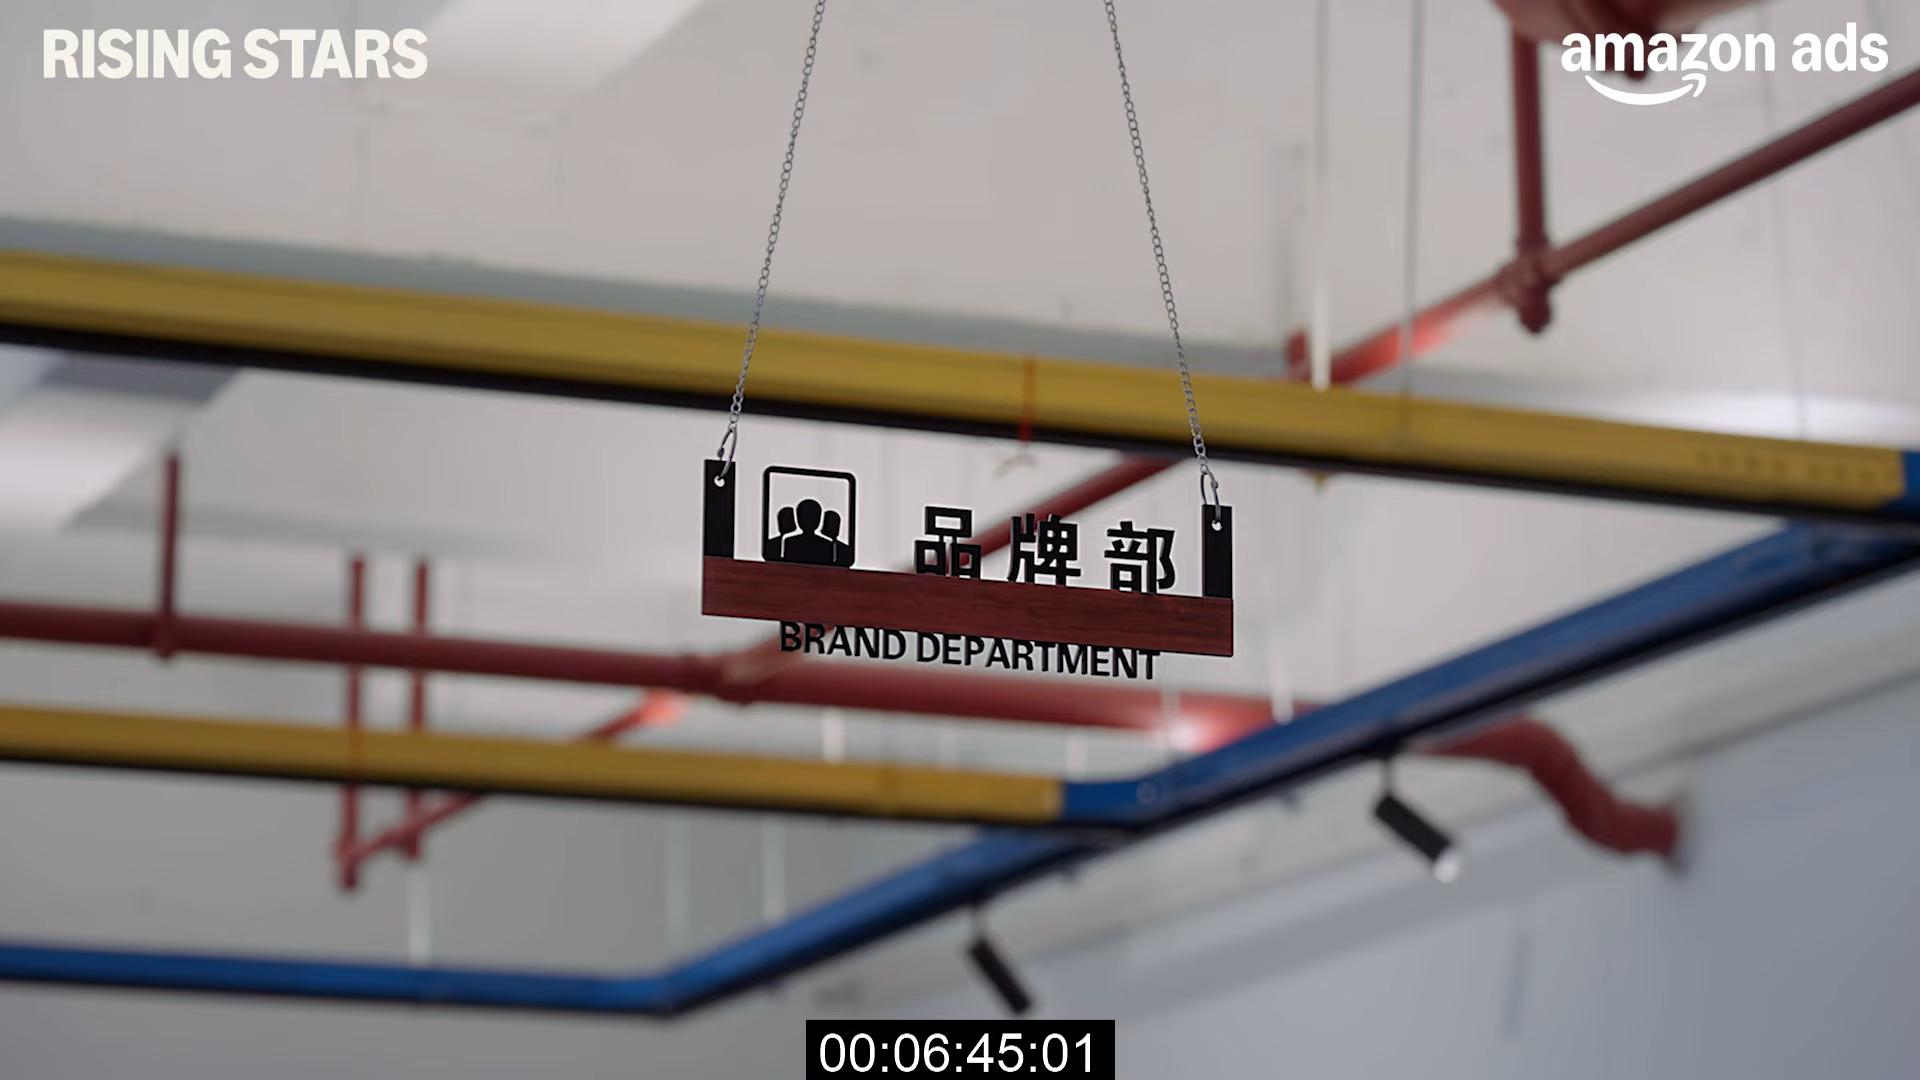 RISING STARS
amazon ads
品牌部
BRAND DEPARTMENT
00:06:45:01